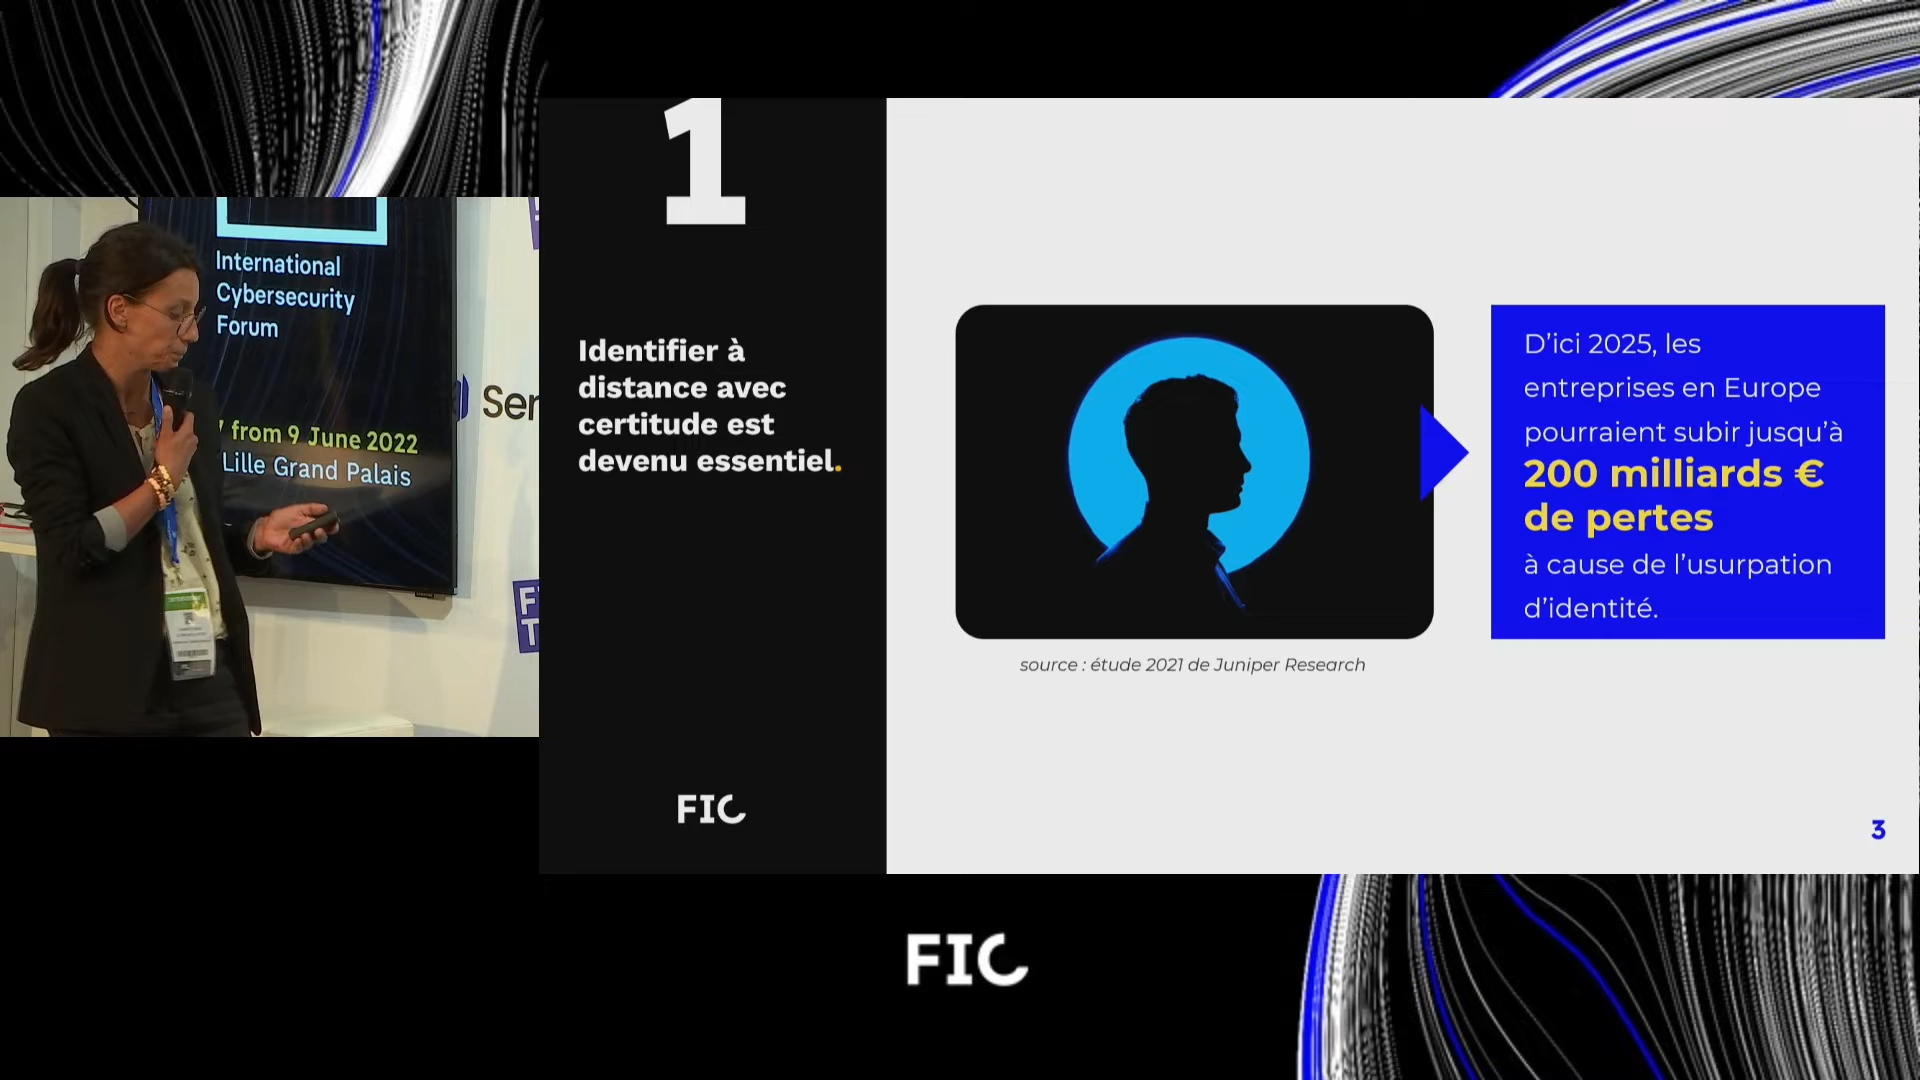 International
Cybersecurity
Forum
from 9 June 2022
Lille Grand Palais
Ser
1
Identifier à
distance avec
certitude est
devenu essentiel.
FIC
D'ici 2025, les
entreprises en Europe
pourraient subir jusqu'à
200 milliards €
de pertes
à cause de l'usurpation
d'identité.
source : étude 2021 de Juniper Research
3
FIC